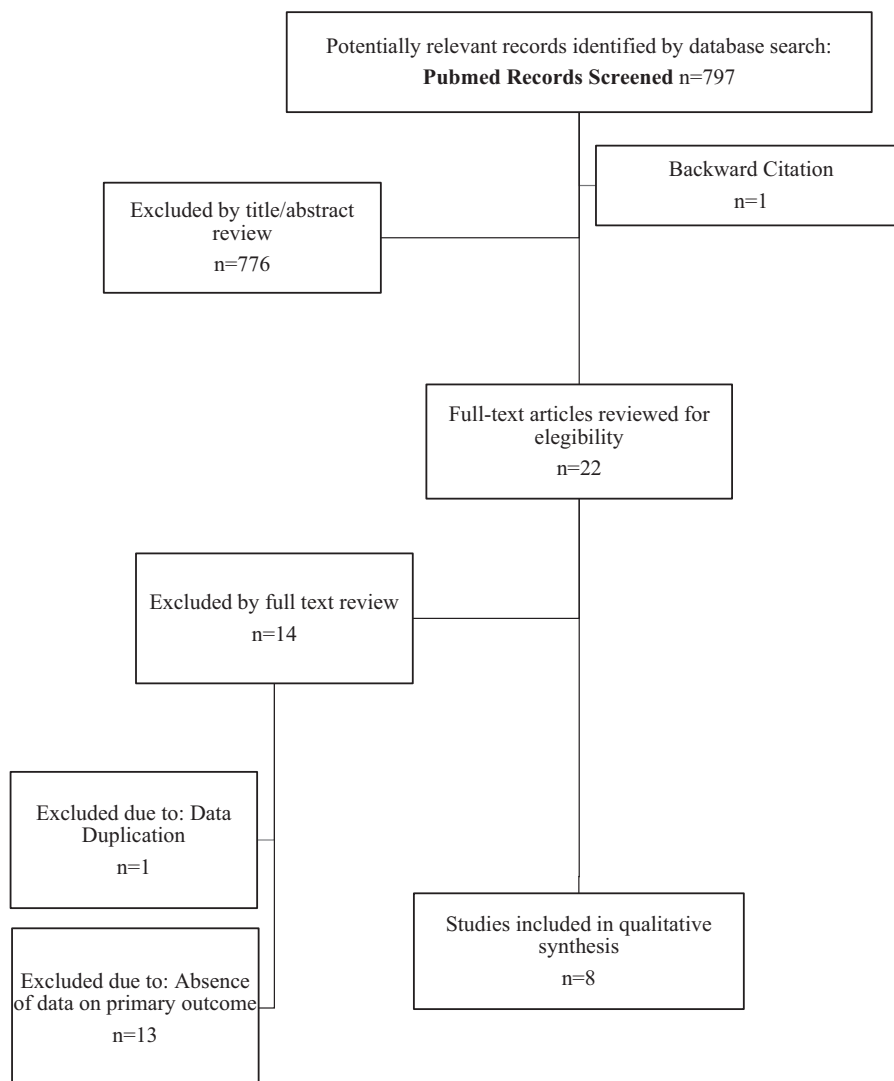 Potentially relevant records identified by database search:
Pubmed Records Screened n=797
Backward Citation
n=1
Excluded by title/abstract
review
n=776
Full-text articles reviewed for
elegibility
n=22
Excluded by full text review
n=14
Excluded due to: Data
Duplication
n=1
Studies included in qualitative
synthesis
n=8
Excluded due to: Absence
of data on primary outcome
n=13